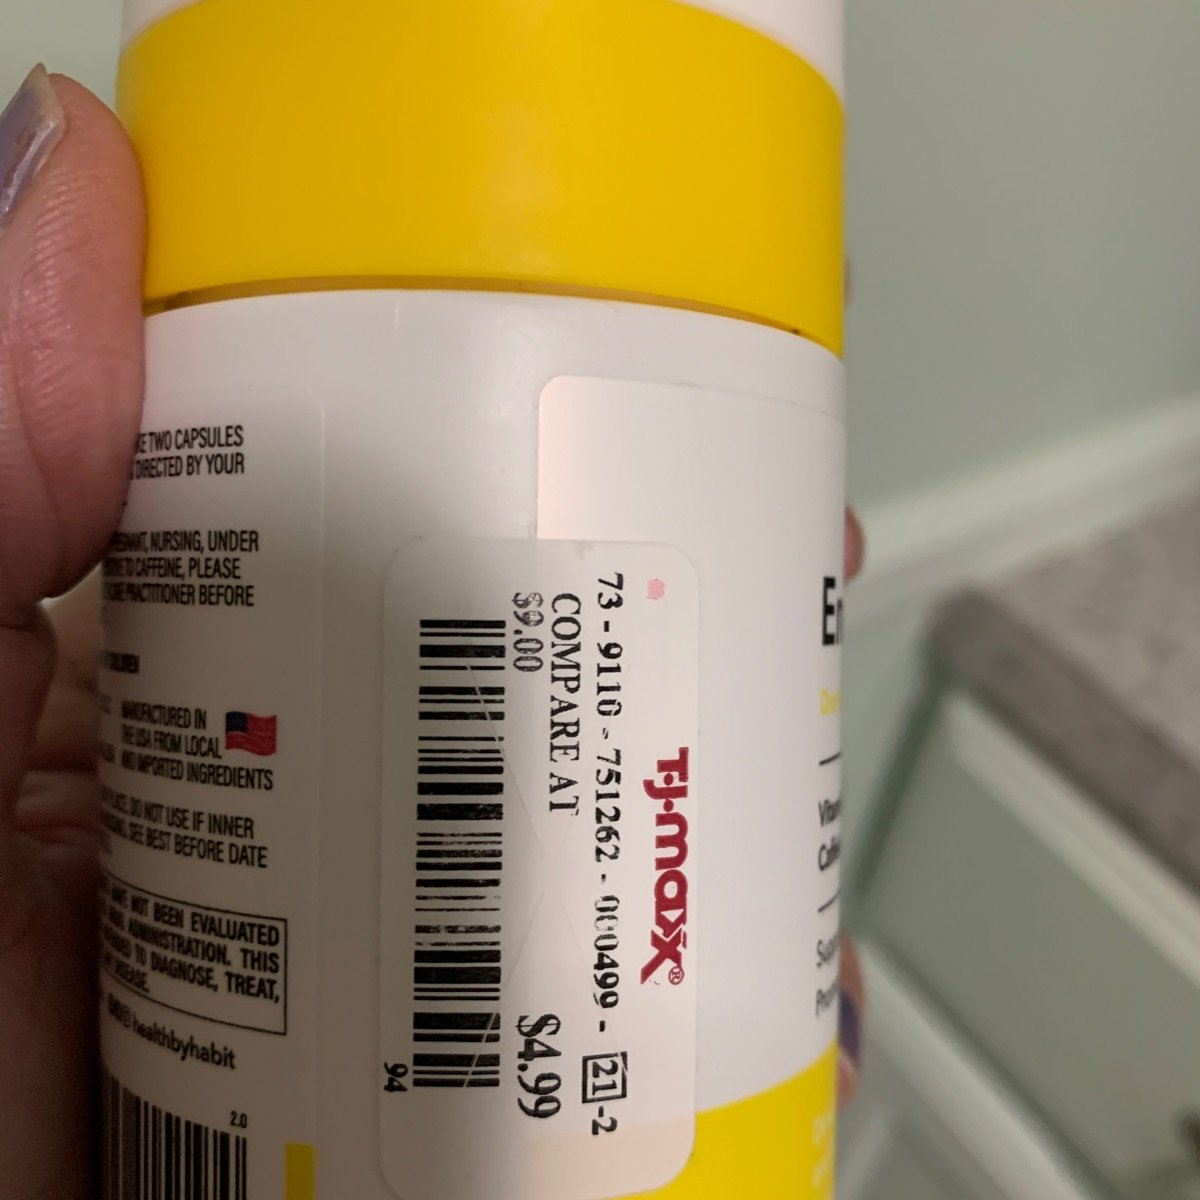 TWO CAPSULES
DIRECTED BY YOUR
NURSING, UNDER
TO CAFFEINE, PLEASE
PRACTITIONER BEFORE
MANUFACTURED IN
THE USA FROM LOCAL
AND IMPORTED INGREDIENTS
DO NOT USE IF INNER
SEE BEST BEFORE DATE
NOT BEEN EVALUATED
ADMINISTRATION. THIS
TO DIAGNOSE, TREAT,
DISEASE.
healthbyhabit
2.0
T·J·maxx®
73-9110-751262-000499-21-2
COMPARE AT
$9.00
$4.99
94